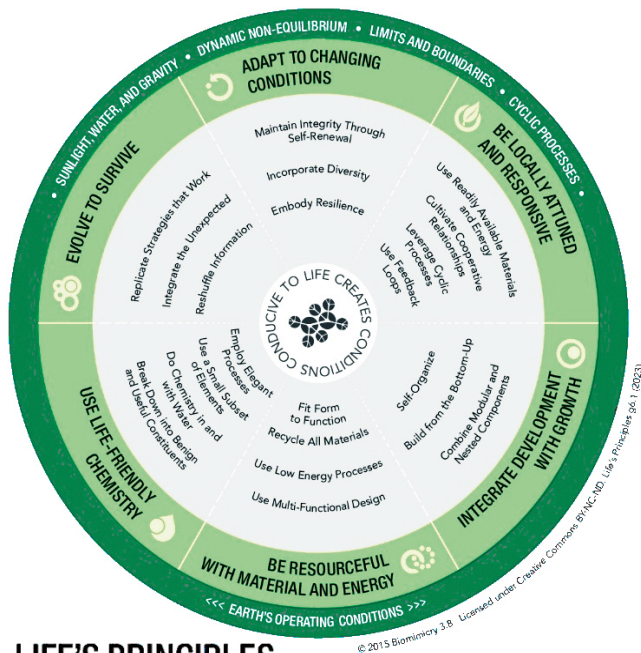 • SUNLIGHT, WATER, AND GRAVITY • DYNAMIC NON-EQUILIBRIUM • LIMITS AND BOUNDARIES • CYCLIC PROCESSES •
ADAPT TO CHANGING
CONDITIONS
Maintain Integrity Through
Self-Renewal
Incorporate Diversity
Embody Resilience
BE LOCALLY ATTUNED
AND RESPONSIVE
Use Readily Available Materials
and Energy
Cultivate Cooperative
Relationships
Leverage Cyclic
Processes
Use Feedback
Loops
INTEGRATE DEVELOPMENT
WITH GROWTH
Self-Organize
Build from the Bottom-Up
Combine Modular and
Nested Components
BE RESOURCEFUL
WITH MATERIAL AND ENERGY
Fit Form
to Function
Recycle All Materials
Use Low Energy Processes
Use Multi-Functional Design
USE LIFE-FRIENDLY
CHEMISTRY
Employ Elegant
Processes
Use a Small Subset
of Elements
Do Chemistry in and
with Water
Break Down into Benign
and Useful Constituents
EVOLVE TO SURVIVE
Replicate Strategies that Work
Integrate the Unexpected
Reshuffle Information
LIFE CREATES CONDITIONS CONDUCIVE TO
<<< EARTH'S OPERATING CONDITIONS >>>
© 2015 Biomimicry 3.8 Licensed under Creative Commons BY-NC-ND. Life's Principles g6.1 (2023)
LIFE'S PRINCIPLES